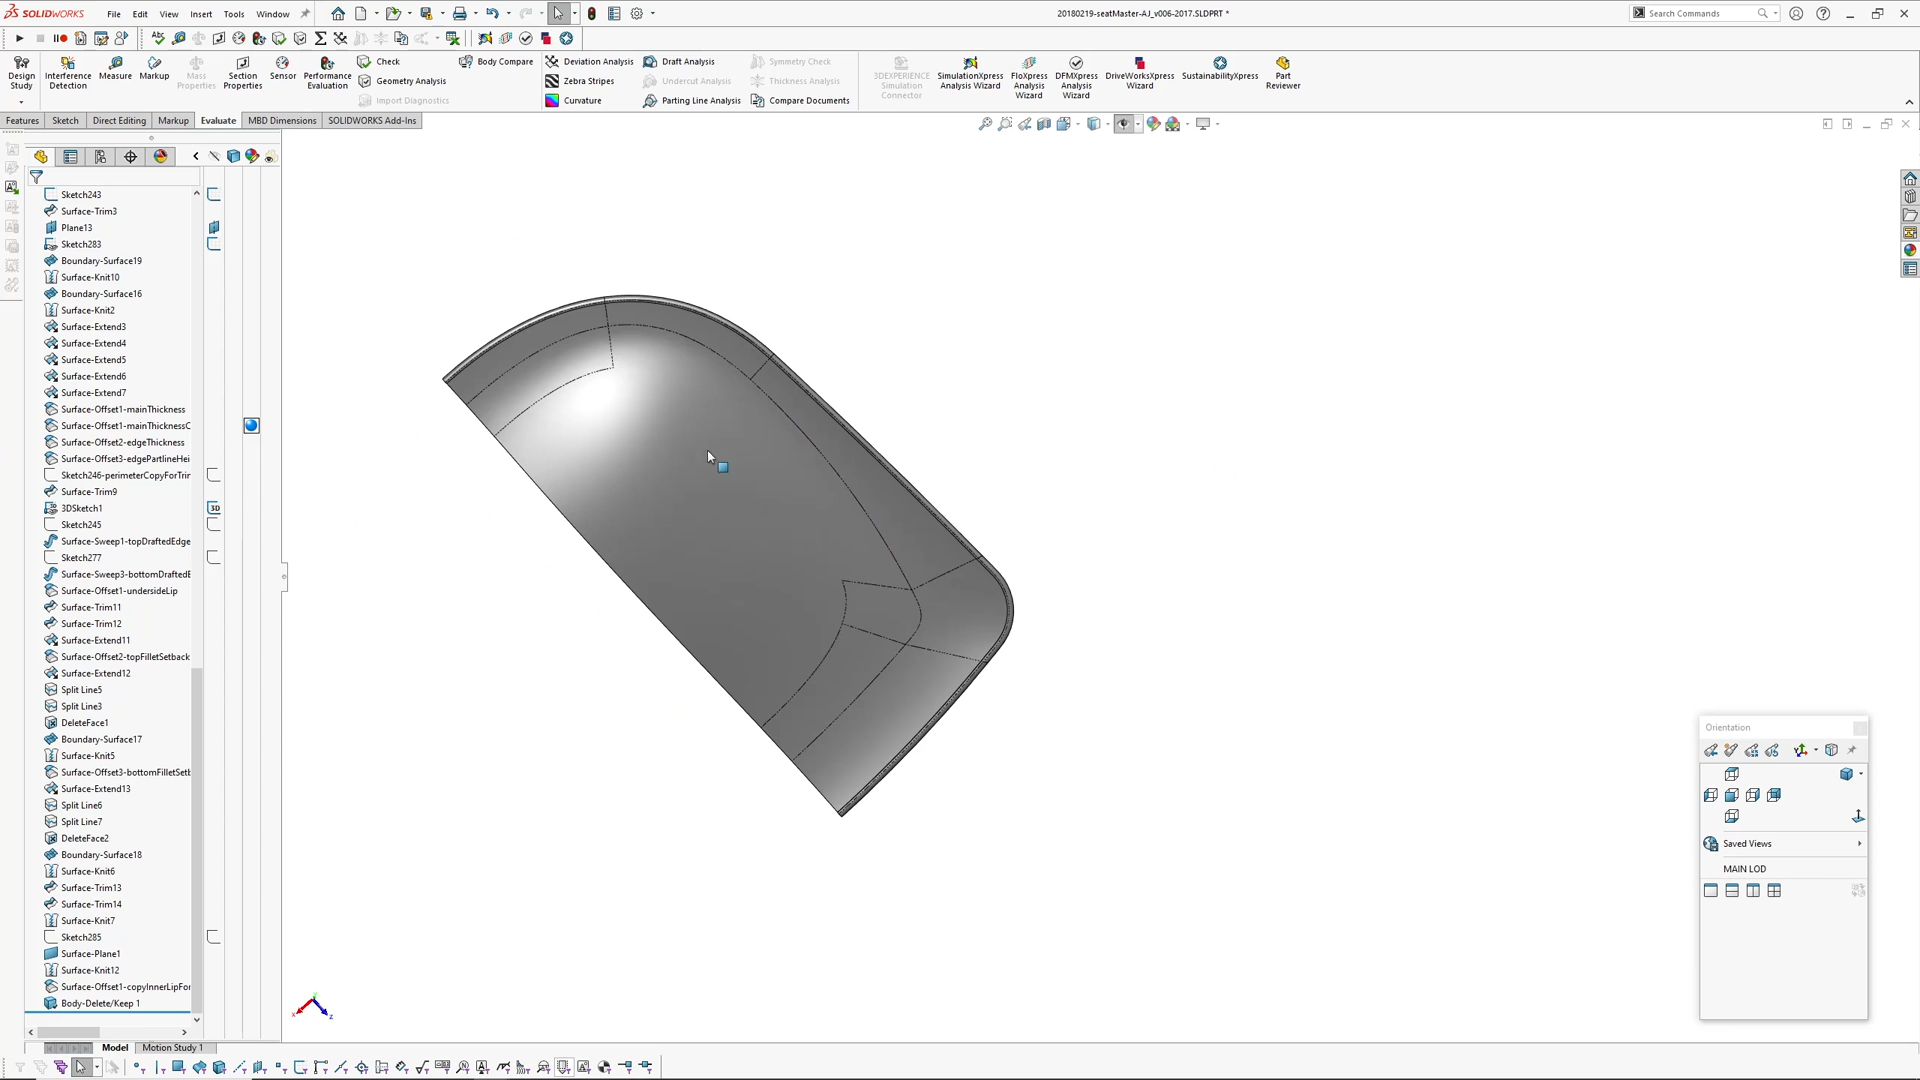 SOLIDWORKS File Edit View Insert Tools Window 20180219-seatMaster-AJ_v006-2017.SLDPRT * Search Commands
Design Study
Interference Detection
Measure
Markup
Mass Properties
Section Properties
Sensor
Performance Evaluation
Check
Geometry Analysis
Import Diagnostics
Body Compare
Deviation Analysis
Zebra Stripes
Curvature
Draft Analysis
Undercut Analysis
Parting Line Analysis
Symmetry Check
Thickness Analysis
Compare Documents
3DEXPERIENCE Simulation Connector
SimulationXpress Analysis Wizard
FloXpress Analysis Wizard
DFMXpress Analysis Wizard
DriveWorksXpress Wizard
SustainabilityXpress
Part Reviewer
Features Sketch Direct Editing Markup Evaluate MBD Dimensions SOLIDWORKS Add-Ins
Sketch243
Surface-Trim3
Plane13
Sketch283
Boundary-Surface19
Surface-Knit10
Boundary-Surface16
Surface-Knit2
Surface-Extend3
Surface-Extend4
Surface-Extend5
Surface-Extend6
Surface-Extend7
Surface-Offset1-mainThickness
Surface-Offset1-mainThicknessC
Surface-Offset2-edgeThickness
Surface-Offset3-edgePartlineHei
Sketch246-perimeterCopyForTrir
Surface-Trim9
3DSketch1
3D
Sketch245
Surface-Sweep1-topDraftedEdge
Sketch277
Surface-Sweep3-bottomDraftedE
Surface-Offset1-undersideLip
Surface-Trim11
Surface-Trim12
Surface-Extend11
Surface-Offset2-topFilletSetback
Surface-Extend12
Split Line5
Split Line3
DeleteFace1
Boundary-Surface17
Surface-Knit5
Surface-Offset3-bottomFilletSetb
Surface-Extend13
Split Line6
Split Line7
DeleteFace2
Boundary-Surface18
Surface-Knit6
Surface-Trim13
Surface-Trim14
Surface-Knit7
Sketch285
Surface-Plane1
Surface-Knit12
Surface-Offset1-copyInnerLipFor
Body-Delete/Keep 1
Orientation
Saved Views
MAIN LOD
Model Motion Study 1